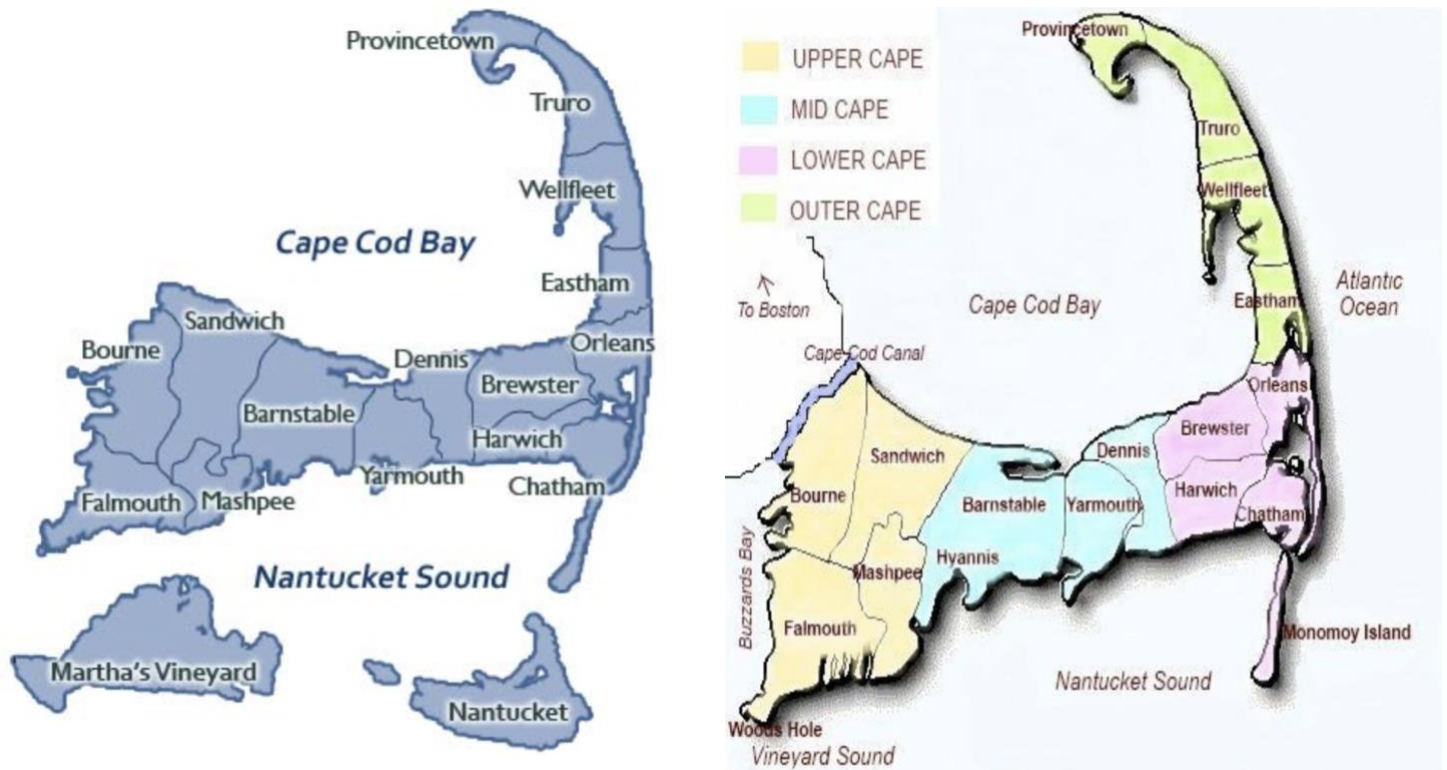 Provincetown
Truro
Wellfleet
Cape Cod Bay
Eastham
Sandwich
Bourne
Dennis
Orleans
Brewster
Barnstable
Harwich
Yarmouth
Chatham
Falmouth
Mashpee
Nantucket Sound
Martha's Vineyard
Nantucket
UPPER CAPE
MID CAPE
LOWER CAPE
OUTER CAPE
Provincetown
Truro
Wellfleet
To Boston
Cape Cod Bay
Eastham
Atlantic
Ocean
Cape Cod Canal
Orleans
Brewster
Dennis
Sandwich
Bourne
Barnstable
Yarmouth
Harwich
Chatham
Hyannis
Mashpee
Buzzards Bay
Falmouth
Monomoy Island
Nantucket Sound
Woods Hole
Vineyard Sound